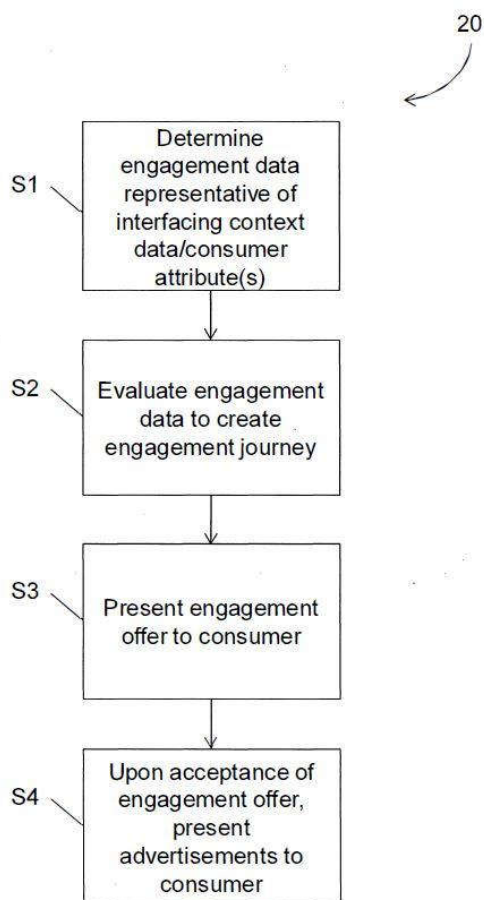 20
S1
Determine
engagement data
representative of
interfacing context
data/consumer
attribute(s)
S2
Evaluate engagement
data to create
engagement journey
S3
Present engagement
offer to consumer
S4
Upon acceptance of
engagement offer,
present
advertisements to
consumer